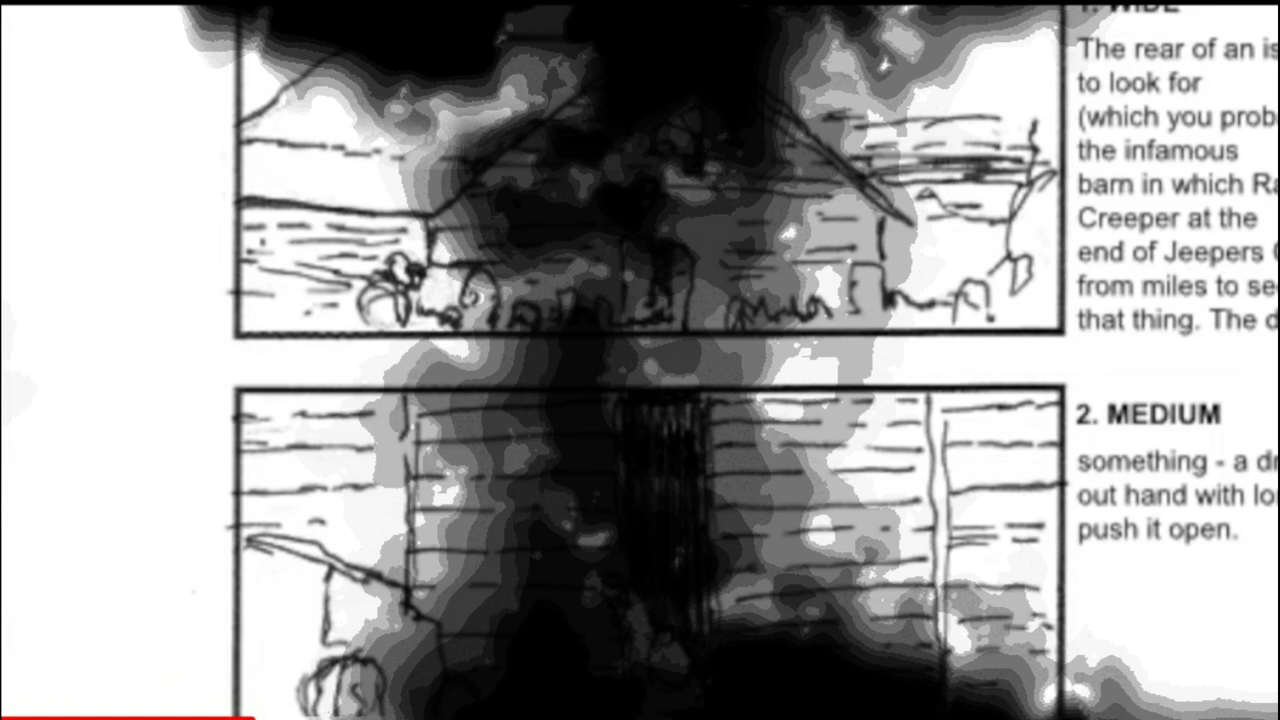 1. WIDE
The rear of an is
to look for
(which you prob
the infamous
barn in which Ra
Creeper at the
end of Jeepers
from miles to se
that thing. The d
2. MEDIUM
something - a dr
out hand with lo
push it open.